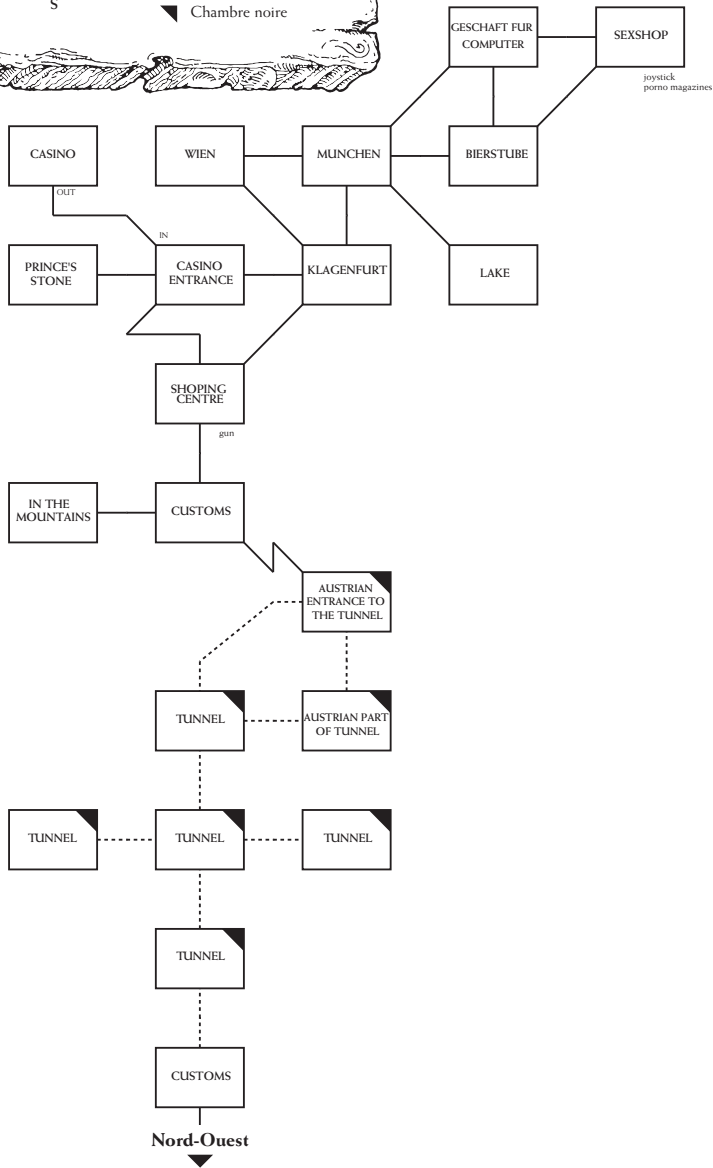 S
Chambre noire
GESCHAFT FUR
COMPUTER
SEXSHOP
joystick
porno magazines
CASINO
WIEN
MUNCHEN
BIERSTUBE
OUT
IN
PRINCE'S
STONE
CASINO
ENTRANCE
KLAGENFURT
LAKE
SHOPING
CENTRE
gun
IN THE
MOUNTAINS
CUSTOMS
AUSTRIAN
ENTRANCE TO
THE TUNNEL
TUNNEL
AUSTRIAN PART
OF TUNNEL
TUNNEL
TUNNEL
TUNNEL
TUNNEL
CUSTOMS
Nord-Ouest